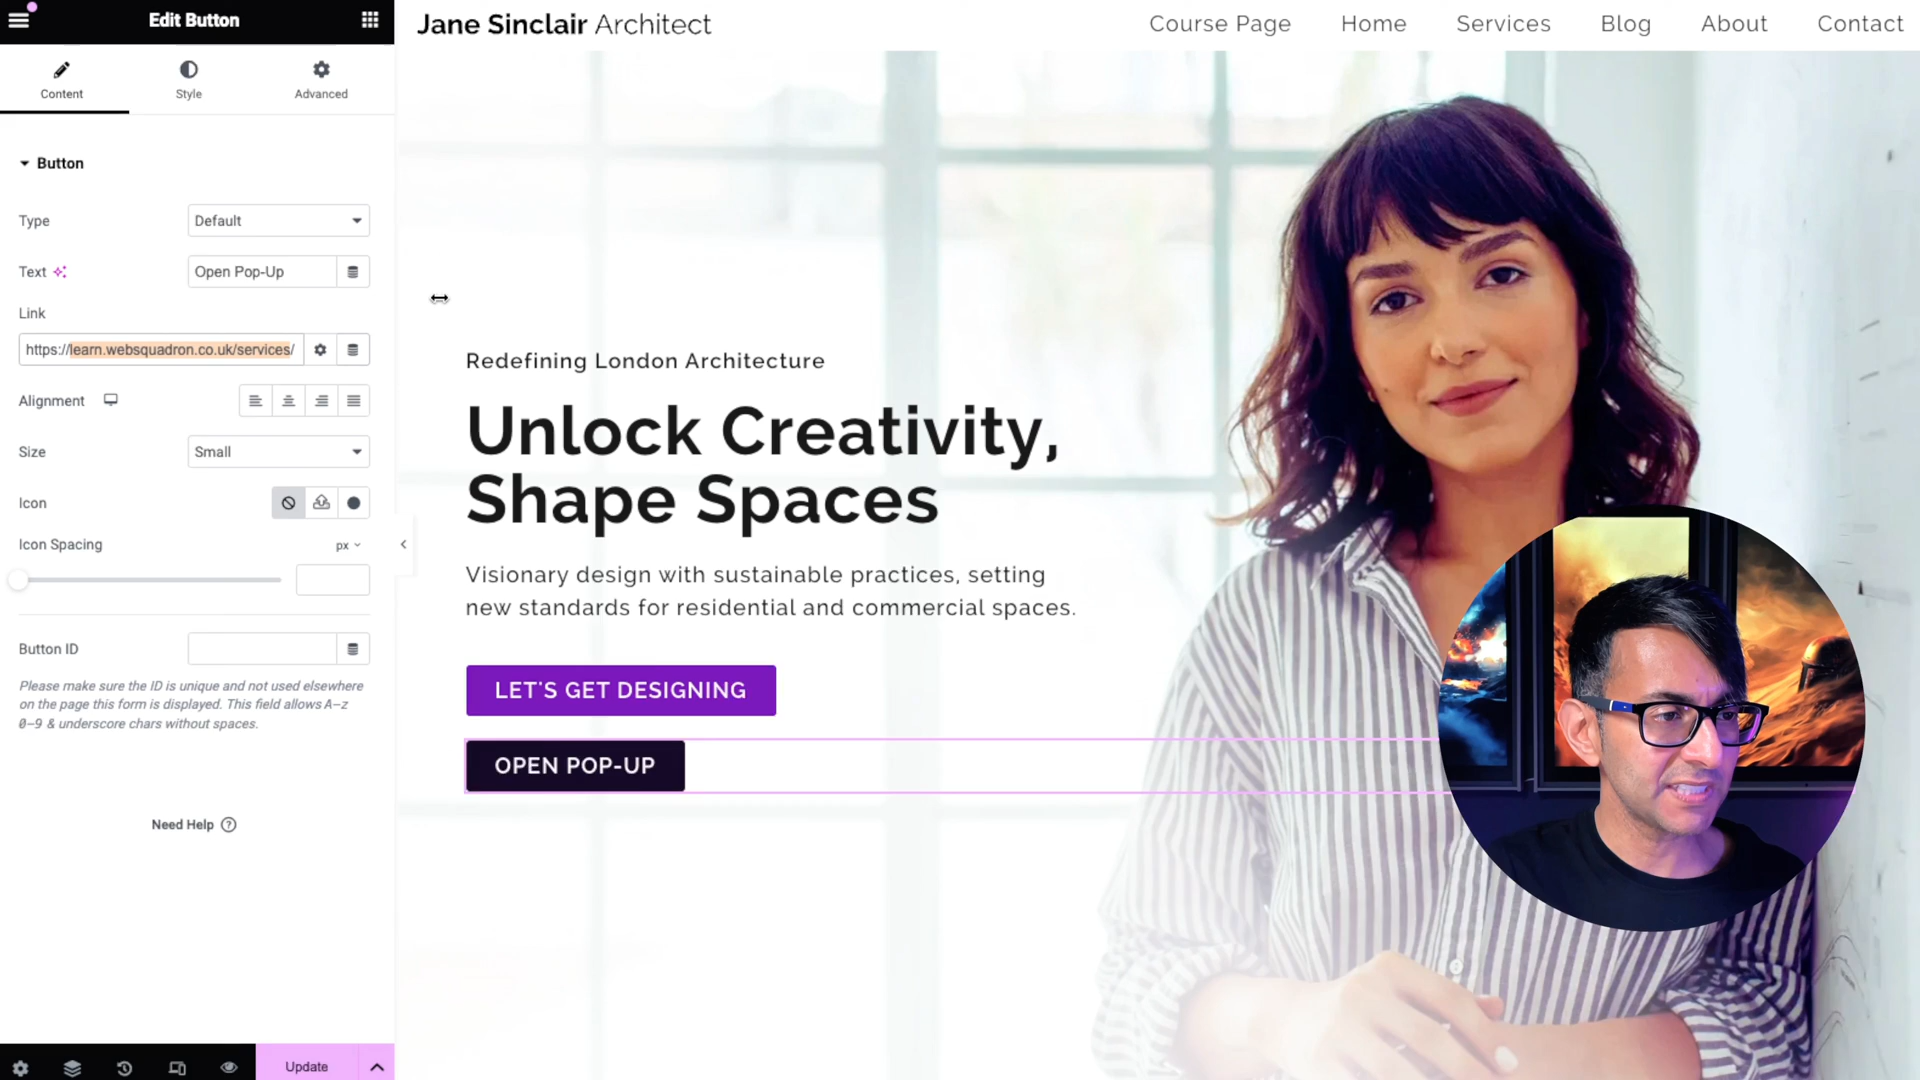 Edit Button
Content
Style
Advanced
Button
Type
Default
Text
Open Pop-Up
Link
https://learn.websquadron.co.uk/services/
Alignment
Size
Small
Icon
Icon Spacing
px
Button ID
Please make sure the ID is unique and not used elsewhere
on the page this form is displayed. This field allows A–z
0–9 & underscore chars without spaces.
Need Help
Update
Jane Sinclair Architect
Course Page
Home
Services
Blog
About
Contact
Redefining London Architecture
Unlock Creativity,
Shape Spaces
Visionary design with sustainable practices, setting
new standards for residential and commercial spaces.
LET'S GET DESIGNING
OPEN POP-UP